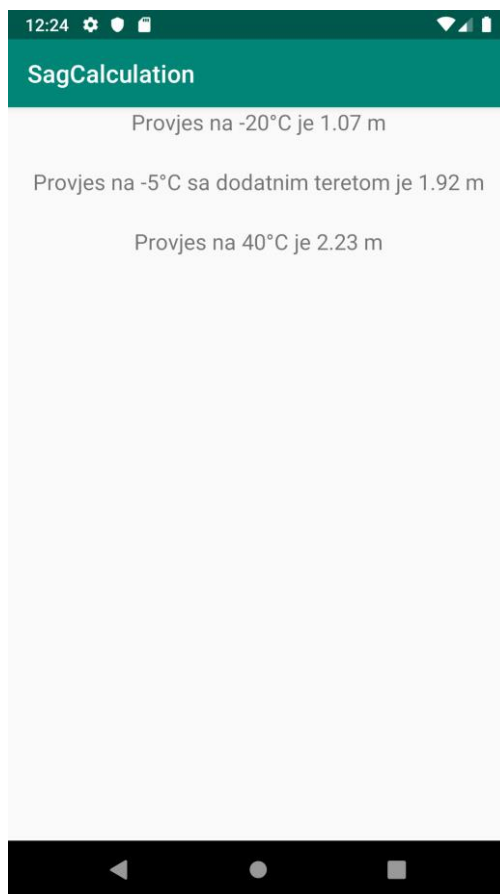 12:24
SagCalculation
Provjes na -20°C je 1.07 m
Provjes na -5°C sa dodatnim teretom je 1.92 m
Provjes na 40°C je 2.23 m